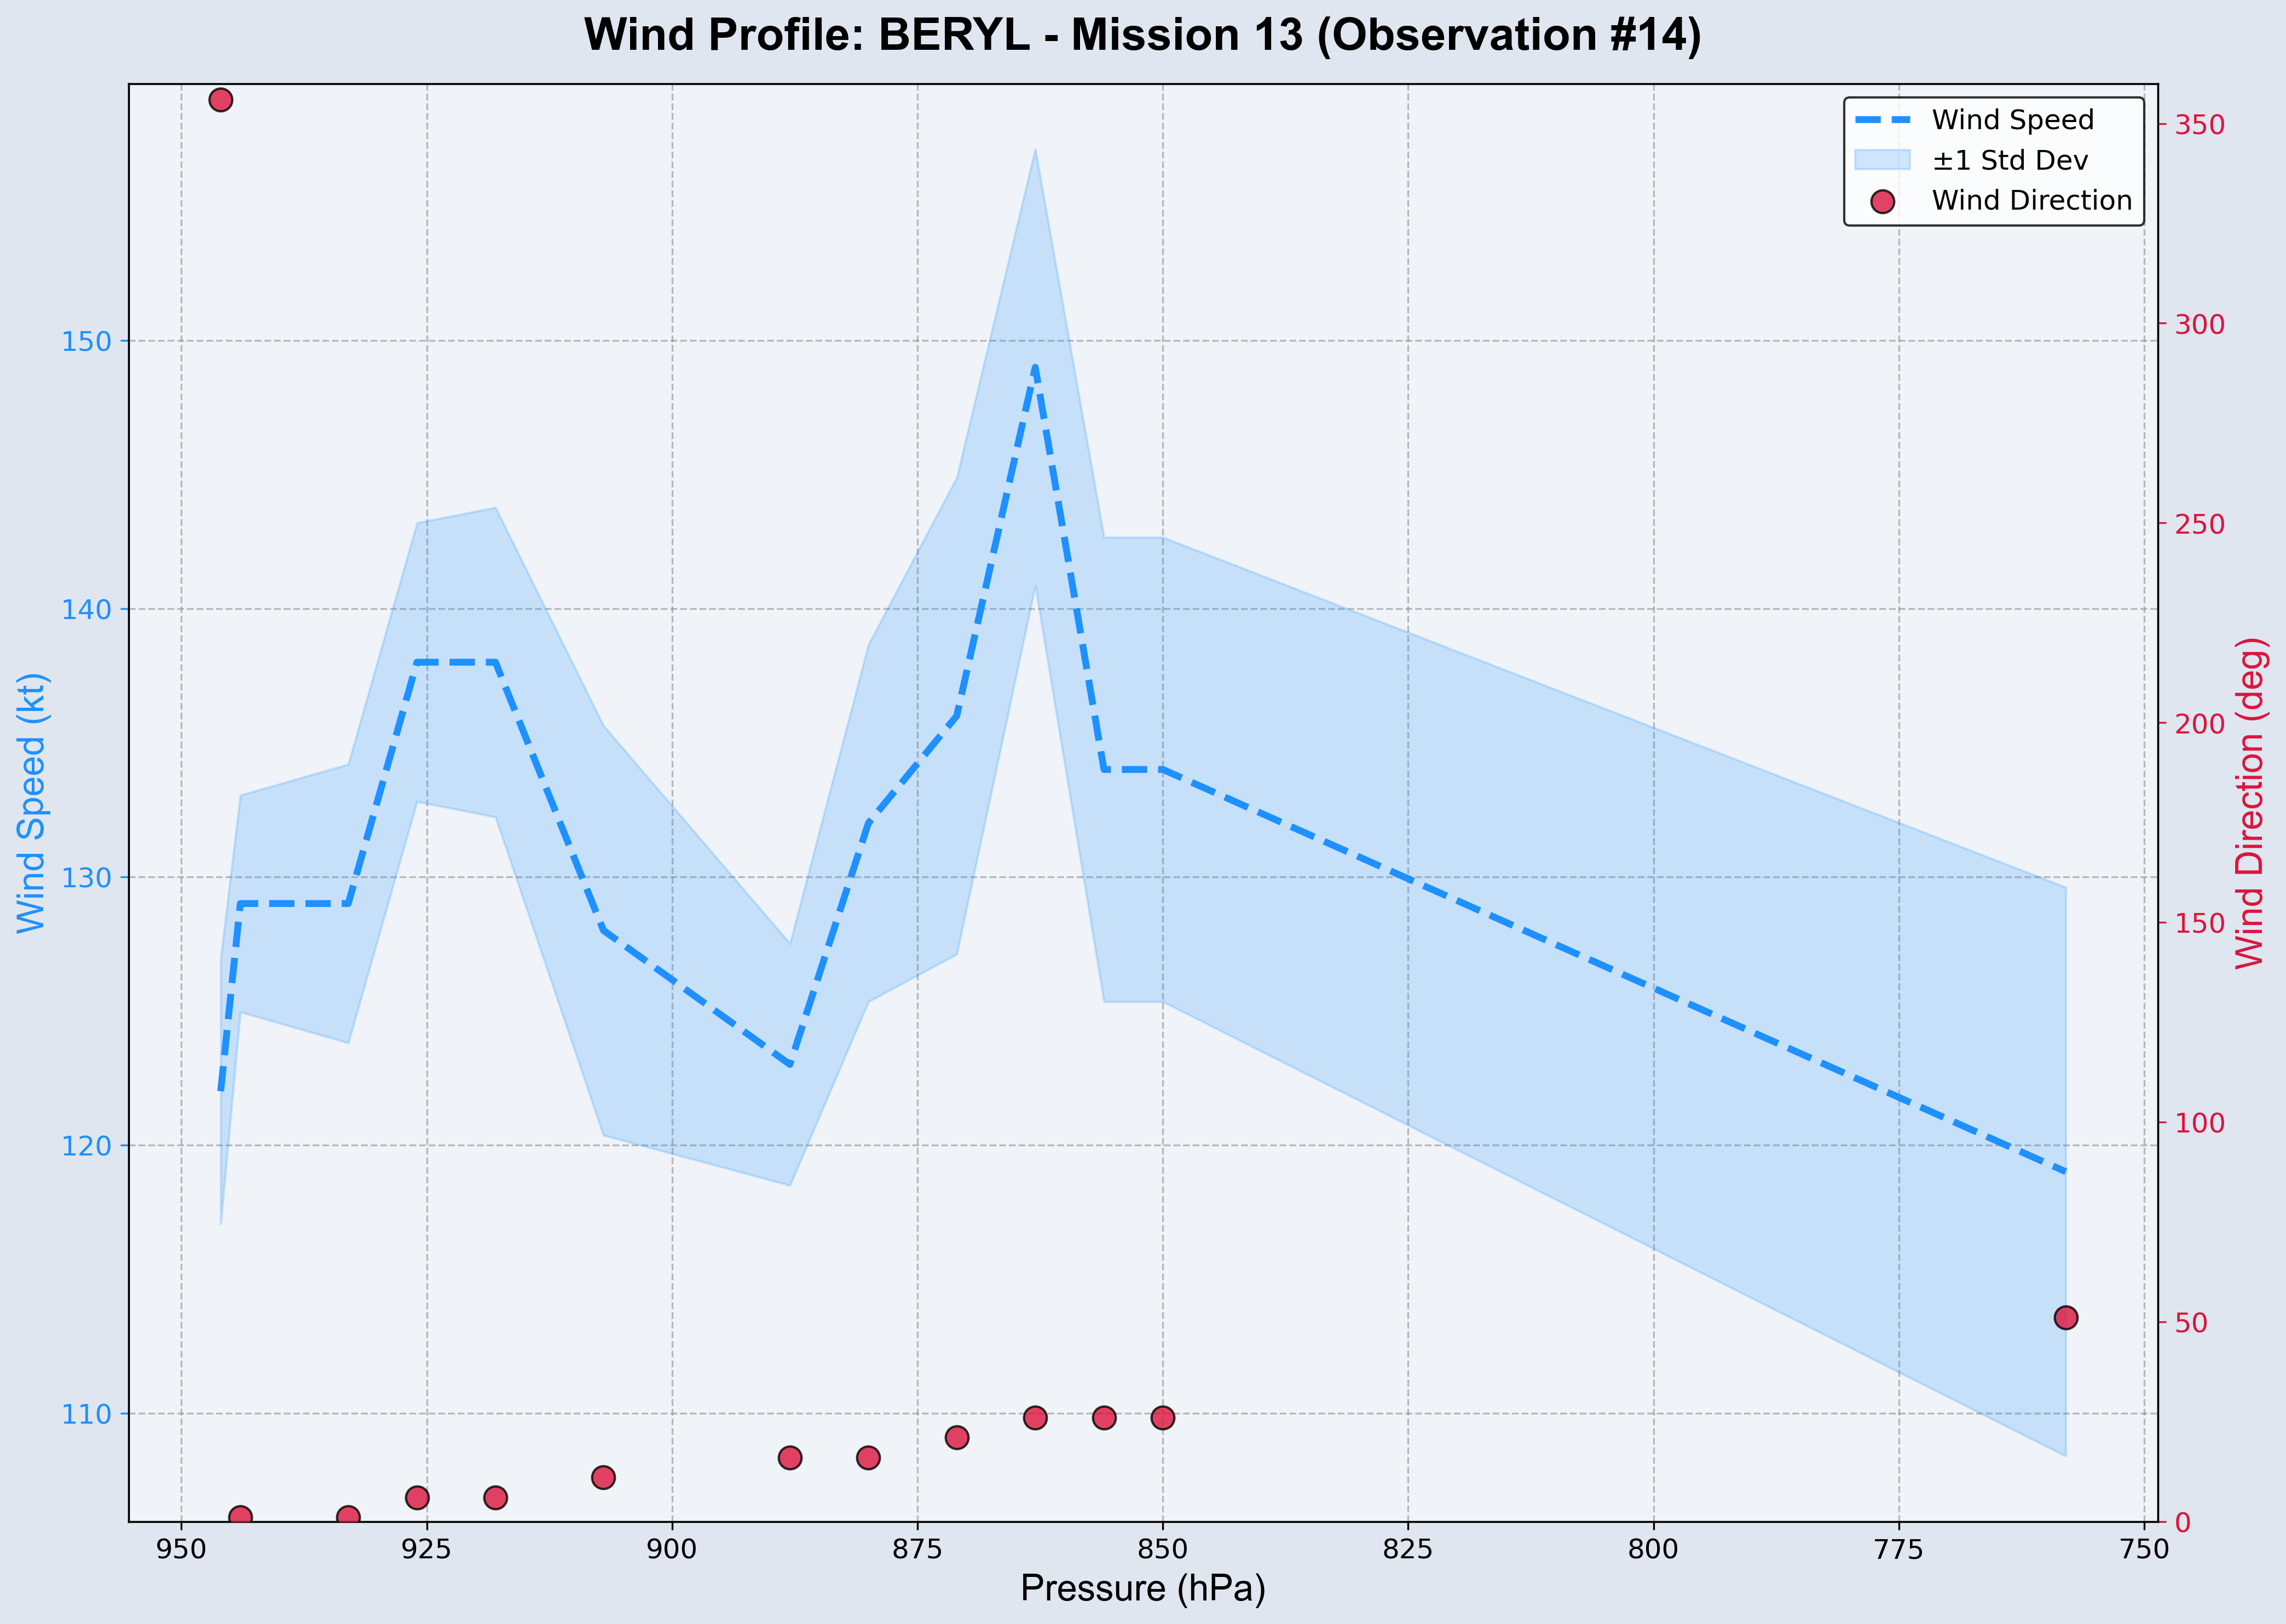 Wind Profile: BERYL - Mission 13 (Observation #14)
Wind Speed
±1 Std Dev
Wind Direction
Wind Speed (kt)
150
140
130
120
110
350
300
250
200
150
100
50
0
Wind Direction (deg)
950 925 900 875 850 825 800 775 750
Pressure (hPa)